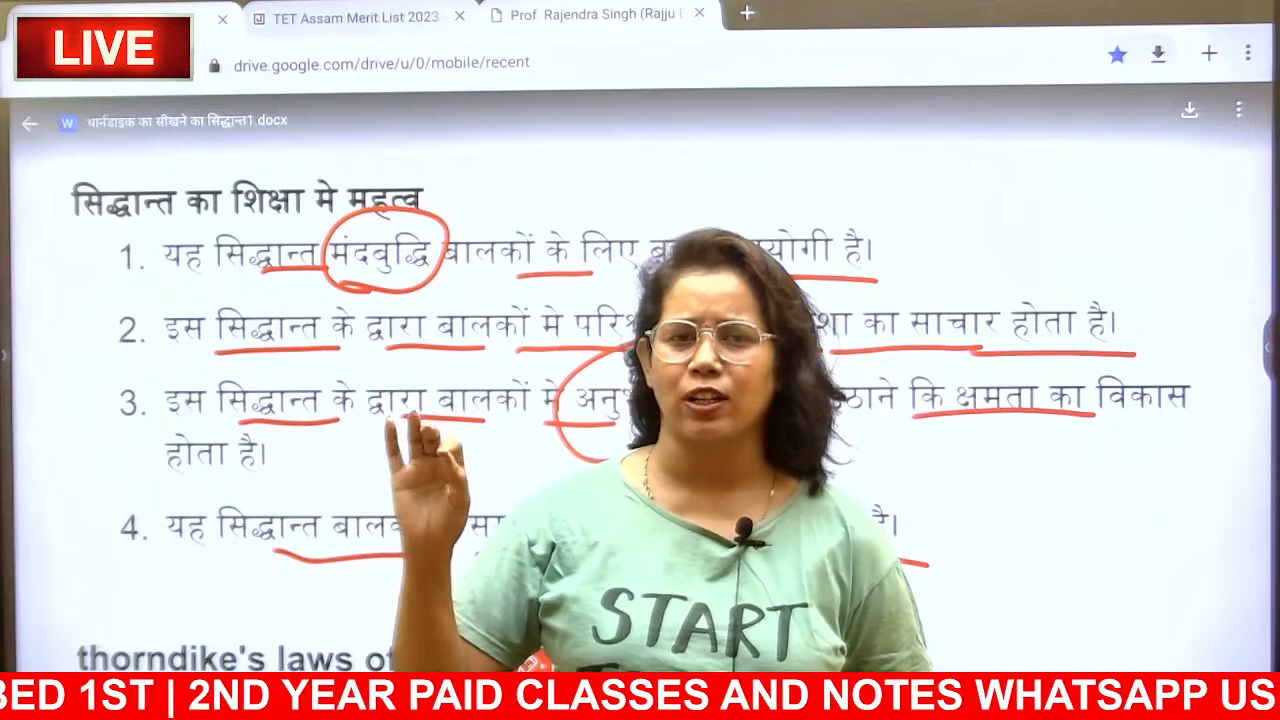 LIVE
TET Assam Merit List 2023
Prof Rajendra Singh (Rajju
drive.google.com/drive/u/0/mobile/recent
थार्नडाइक का सीखने का सिद्धान्त1.docx
सिद्धान्त का शिक्षा मे महत्व
1. यह सिद्धान्त मंदबुद्धि बालकों के लिए है।
2. इस सिद्धान्त के द्वारा बालकों मे का साचार होता है।
3. इस सिद्धान्त के द्वारा बालकों मे कि क्षमता का विकास
होता है।
4. यह सिद्धान्त है।
START
thorndike's laws of
BED 1ST | 2ND YEAR PAID CLASSES AND NOTES WHATSAPP US